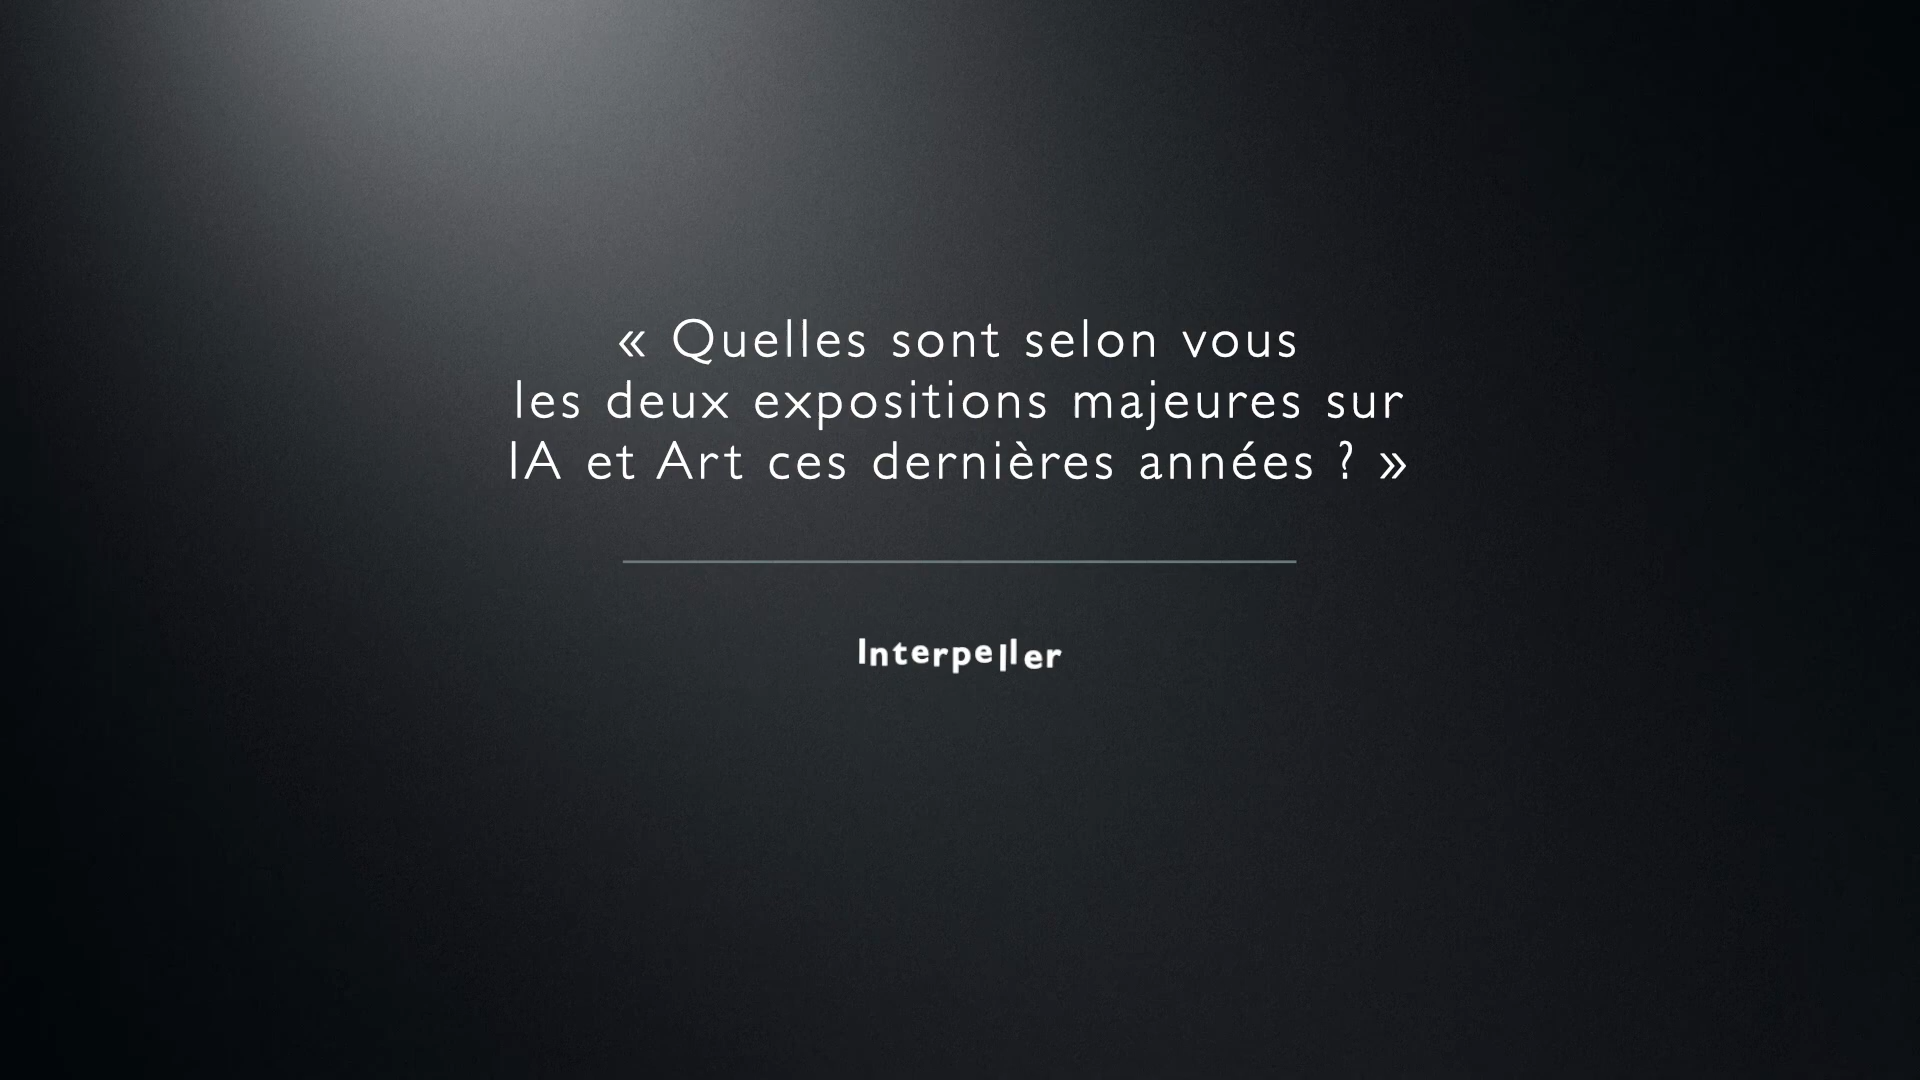 « Quelles sont selon vous
les deux expositions majeures sur
IA et Art ces dernières années ? »
Interpeller